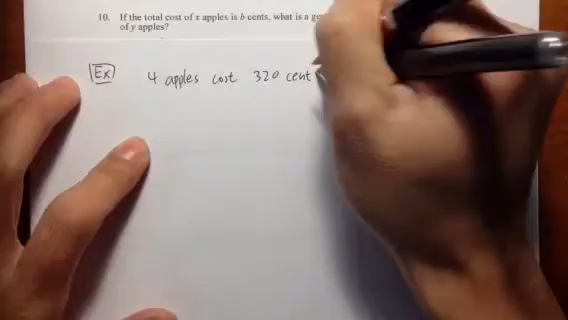 10. If the total cost of x apples is b cents, what is a
of y apples?
Ex 4 apples cost 320 cent